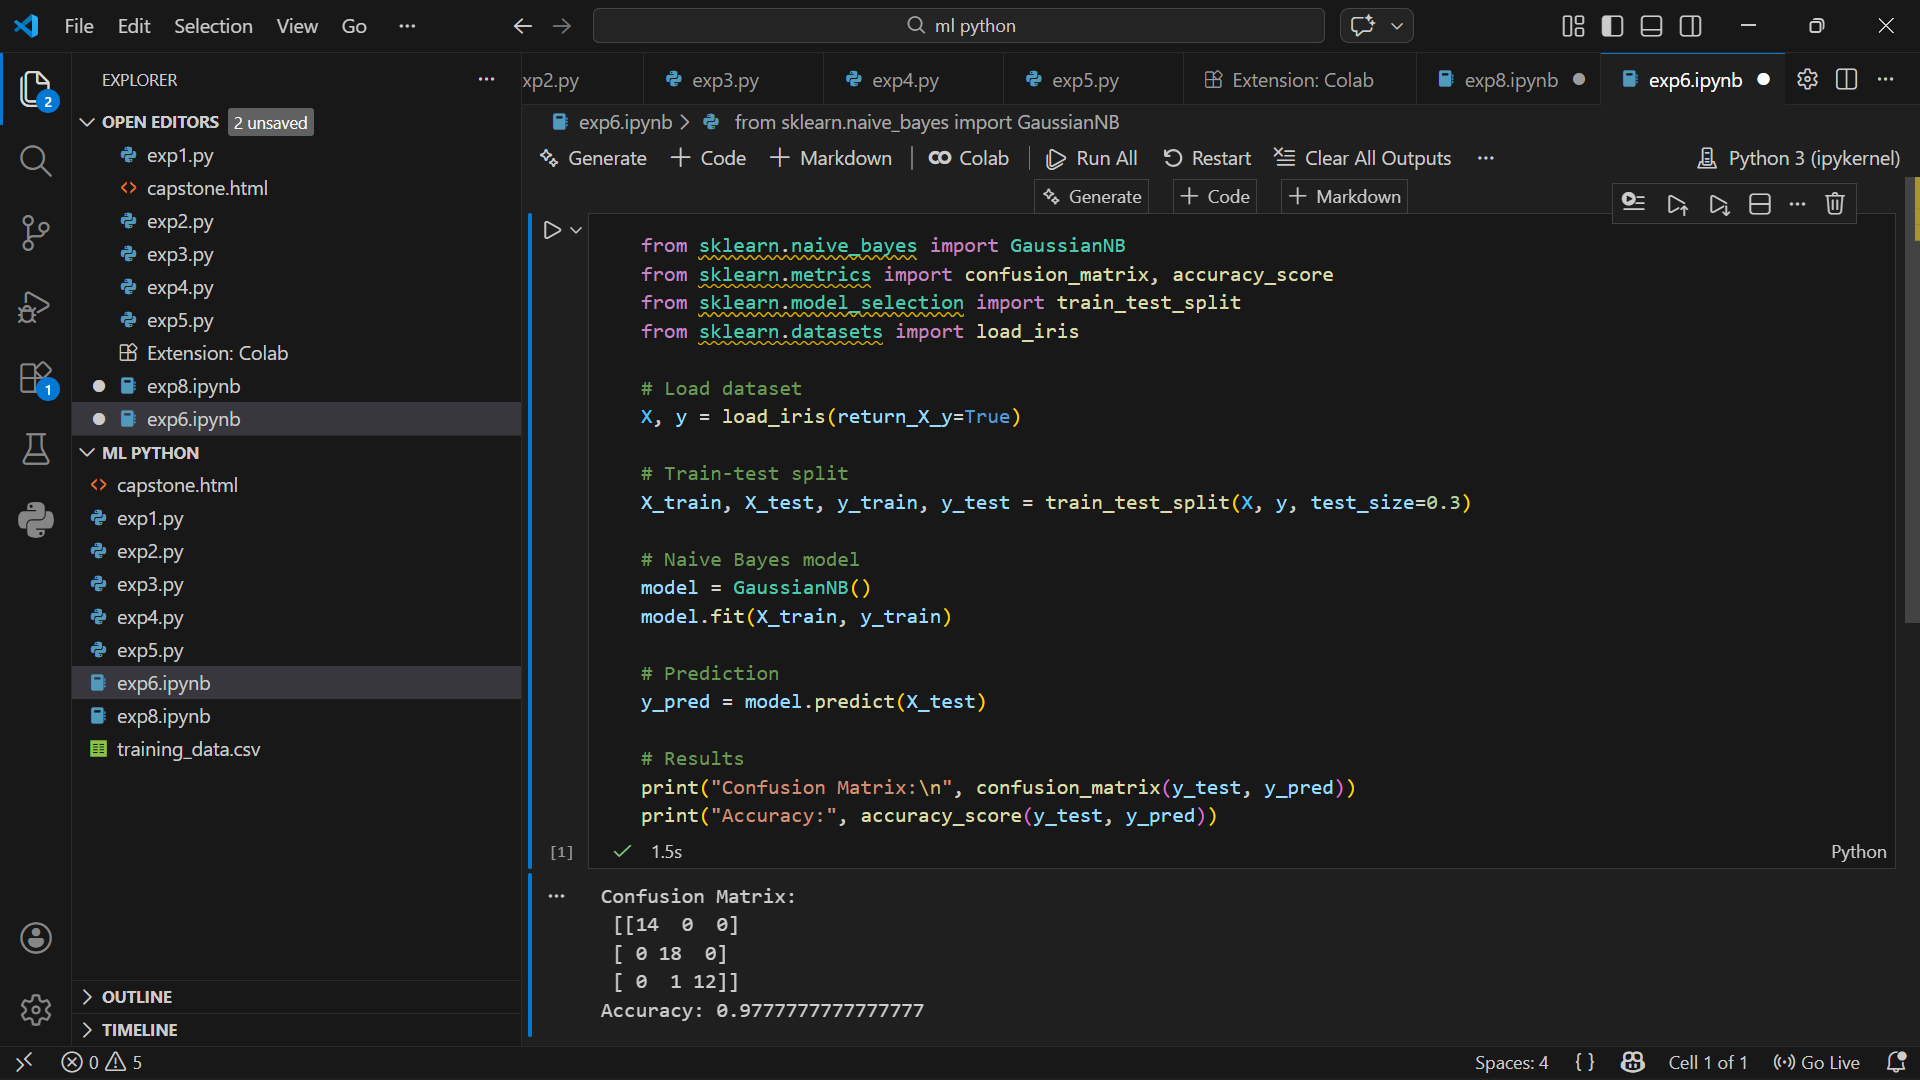 File Edit Selection View Go
ml python
EXPLORER
2
1
OPEN EDITORS 2 unsaved
exp1.py
capstone.html
exp2.py
exp3.py
exp4.py
exp5.py
Extension: Colab
exp8.ipynb
exp6.ipynb
ML PYTHON
capstone.html
exp1.py
exp2.py
exp3.py
exp4.py
exp5.py
exp6.ipynb
exp8.ipynb
training_data.csv
OUTLINE
TIMELINE
xp2.py exp3.py exp4.py exp5.py Extension: Colab exp8.ipynb exp6.ipynb
exp6.ipynb > from sklearn.naive_bayes import GaussianNB
Generate + Code + Markdown | Colab | Run All Restart Clear All Outputs ... Python 3 (ipykernel)
Generate + Code + Markdown
from sklearn.naive_bayes import GaussianNB
from sklearn.metrics import confusion_matrix, accuracy_score
from sklearn.model_selection import train_test_split
from sklearn.datasets import load_iris
# Load dataset
X, y = load_iris(return_X_y=True)
# Train-test split
X_train, X_test, y_train, y_test = train_test_split(X, y, test_size=0.3)
# Naive Bayes model
model = GaussianNB()
model.fit(X_train, y_train)
# Prediction
y_pred = model.predict(X_test)
# Results
print("Confusion Matrix:\n", confusion_matrix(y_test, y_pred))
print("Accuracy:", accuracy_score(y_test, y_pred))
[1] 1.5s Python
Confusion Matrix:
[[14 0 0]
[ 0 18 0]
[ 0 1 12]]
Accuracy: 0.9777777777777777
0 5 Spaces: 4 { } Cell 1 of 1 Go Live